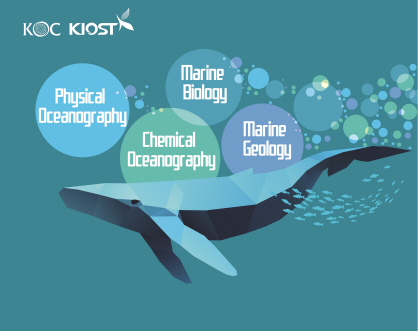 KOC KIOST
Physical
Oceanography
Marine
Biology
Chemical
Oceanography
Marine
Geology